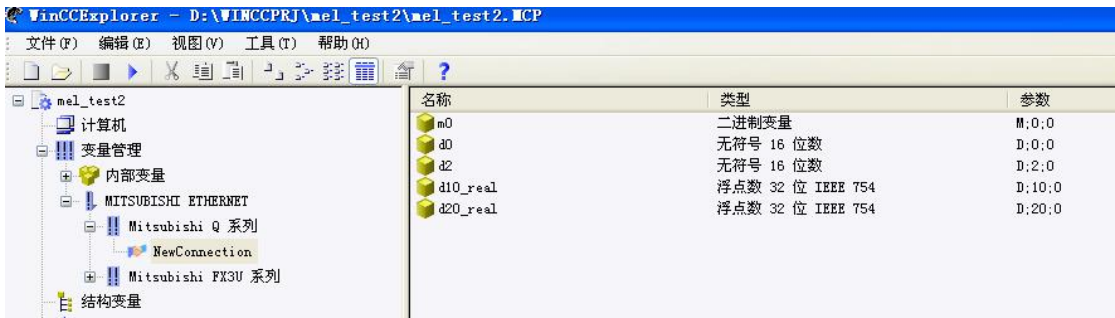 WinCCExplorer - D:\WINCCPRJ\mel_test2\mel_test2.MCP
文件(F) 编辑(E) 视图(V) 工具(T) 帮助(H)
mel_test2
计算机
变量管理
内部变量
MITSUBISHI ETHERNET
Mitsubishi Q 系列
NewConnection
Mitsubishi FX3U 系列
结构变量
名称 类型 参数
m0 二进制变量 M;0;0
d0 无符号 16 位数 D;0;0
d2 无符号 16 位数 D;2;0
d10_real 浮点数 32 位 IEEE 754 D;10;0
d20_real 浮点数 32 位 IEEE 754 D;20;0